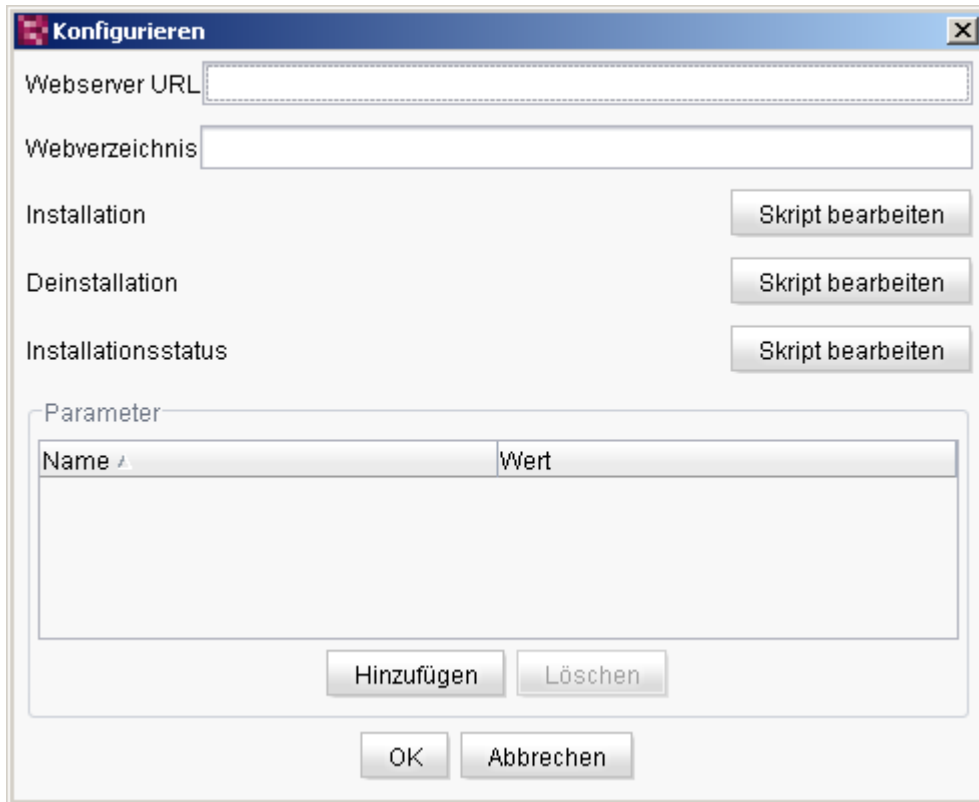 Konfigurieren
Webserver URL
Webverzeichnis
Installation Skript bearbeiten
Deinstallation Skript bearbeiten
Installationsstatus Skript bearbeiten
Parameter
Name Wert
Hinzufügen Löschen
OK Abbrechen